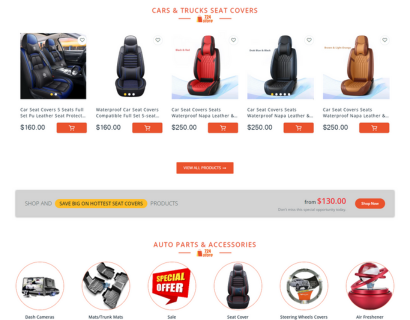 CARS & TRUCKS SEAT COVERS
Car Seat Covers 5 Seats Full
Set Pu Leather Seat Protect...
$160.00
Waterproof Car Seat Covers
Compatible Full Set 5-seat...
$160.00
Car Seat Covers Seats
Waterproof Napa Leather &...
$250.00
Car Seat Covers Seats
Waterproof Napa Leather &...
$250.00
Car Seat Covers Seats
Waterproof Napa Leather &...
$250.00
VIEW ALL PRODUCTS
SHOP AND SAVE BIG ON HOTTEST SEAT COVERS PRODUCTS
from $130.00
Don't miss this special opportunity today.
Shop Now
AUTO PARTS & ACCESSORIES
SPECIAL
OFFER
Dash Cameras
Mats/Trunk Mats
Sale
Seat Cover
Steering Wheels Covers
Air Freshener